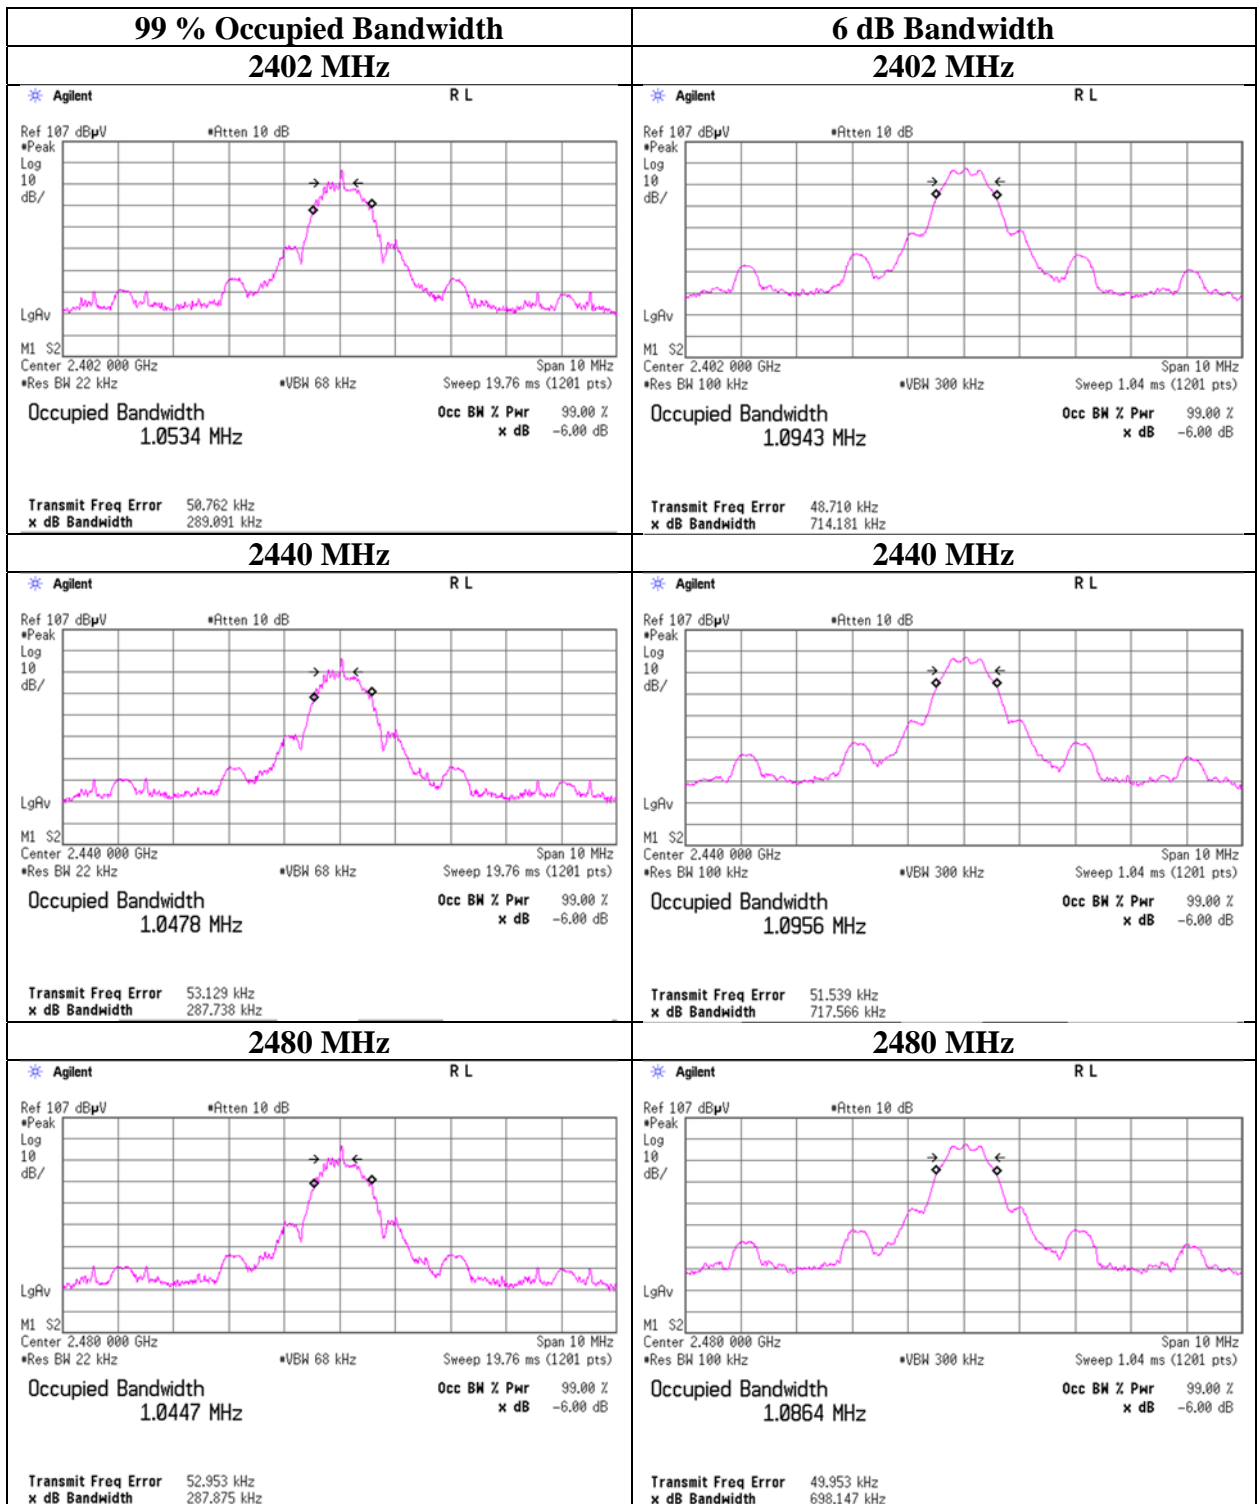 99 % Occupied Bandwidth
6 dB Bandwidth
2402 MHz
2402 MHz
Agilent R L
Ref 107 dBµV #Atten 10 dB
#Peak
Log
10
dB/
LgAv
M1 S2
Center 2.402 000 GHz Span 10 MHz
#Res BW 22 kHz #VBW 68 kHz Sweep 19.76 ms (1201 pts)
Occupied Bandwidth Occ BW % Pwr 99.00 %
1.0534 MHz x dB -6.00 dB
Transmit Freq Error 50.762 kHz
x dB Bandwidth 289.091 kHz
Agilent R L
Ref 107 dBµV #Atten 10 dB
#Peak
Log
10
dB/
LgAv
M1 S2
Center 2.402 000 GHz Span 10 MHz
#Res BW 100 kHz #VBW 300 kHz Sweep 1.04 ms (1201 pts)
Occupied Bandwidth Occ BW % Pwr 99.00 %
1.0943 MHz x dB -6.00 dB
Transmit Freq Error 48.710 kHz
x dB Bandwidth 714.181 kHz
2440 MHz
2440 MHz
Agilent R L
Ref 107 dBµV #Atten 10 dB
#Peak
Log
10
dB/
LgAv
M1 S2
Center 2.440 000 GHz Span 10 MHz
#Res BW 22 kHz #VBW 68 kHz Sweep 19.76 ms (1201 pts)
Occupied Bandwidth Occ BW % Pwr 99.00 %
1.0478 MHz x dB -6.00 dB
Transmit Freq Error 53.129 kHz
x dB Bandwidth 287.738 kHz
Agilent R L
Ref 107 dBµV #Atten 10 dB
#Peak
Log
10
dB/
LgAv
M1 S2
Center 2.440 000 GHz Span 10 MHz
#Res BW 100 kHz #VBW 300 kHz Sweep 1.04 ms (1201 pts)
Occupied Bandwidth Occ BW % Pwr 99.00 %
1.0956 MHz x dB -6.00 dB
Transmit Freq Error 51.539 kHz
x dB Bandwidth 717.566 kHz
2480 MHz
2480 MHz
Agilent R L
Ref 107 dBµV #Atten 10 dB
#Peak
Log
10
dB/
LgAv
M1 S2
Center 2.480 000 GHz Span 10 MHz
#Res BW 22 kHz #VBW 68 kHz Sweep 19.76 ms (1201 pts)
Occupied Bandwidth Occ BW % Pwr 99.00 %
1.0447 MHz x dB -6.00 dB
Transmit Freq Error 52.953 kHz
x dB Bandwidth 287.875 kHz
Agilent R L
Ref 107 dBµV #Atten 10 dB
#Peak
Log
10
dB/
LgAv
M1 S2
Center 2.480 000 GHz Span 10 MHz
#Res BW 100 kHz #VBW 300 kHz Sweep 1.04 ms (1201 pts)
Occupied Bandwidth Occ BW % Pwr 99.00 %
1.0864 MHz x dB -6.00 dB
Transmit Freq Error 49.953 kHz
x dB Bandwidth 698.147 kHz